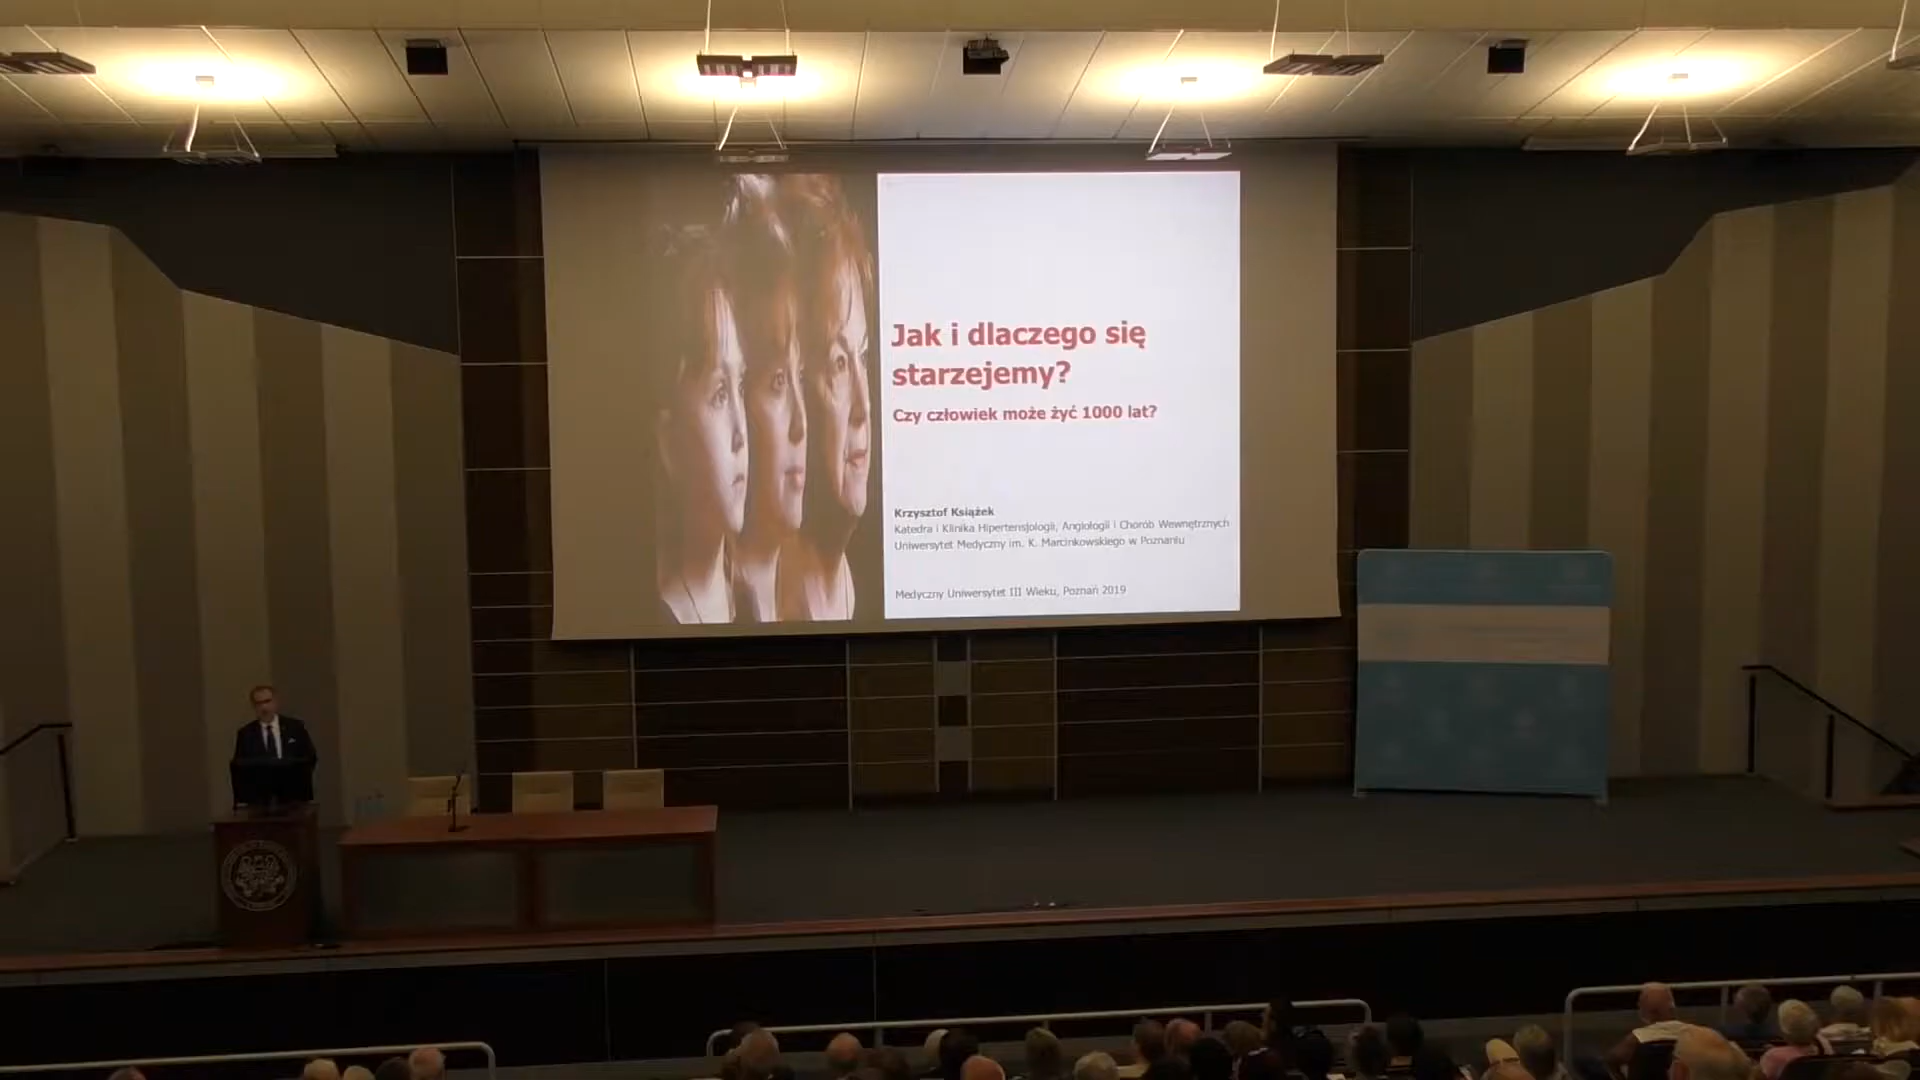 Jak i dlaczego się
starzejemy?
Czy człowiek może żyć 1000 lat?
Krzysztof Książek
Katedra i Klinika Hipertensjologii, Angiologii i Chorób Wewnętrznych
Uniwersytet Medyczny im. K. Marcinkowskiego w Poznaniu
Medyczny Uniwersytet III Wieku, Poznań 2019